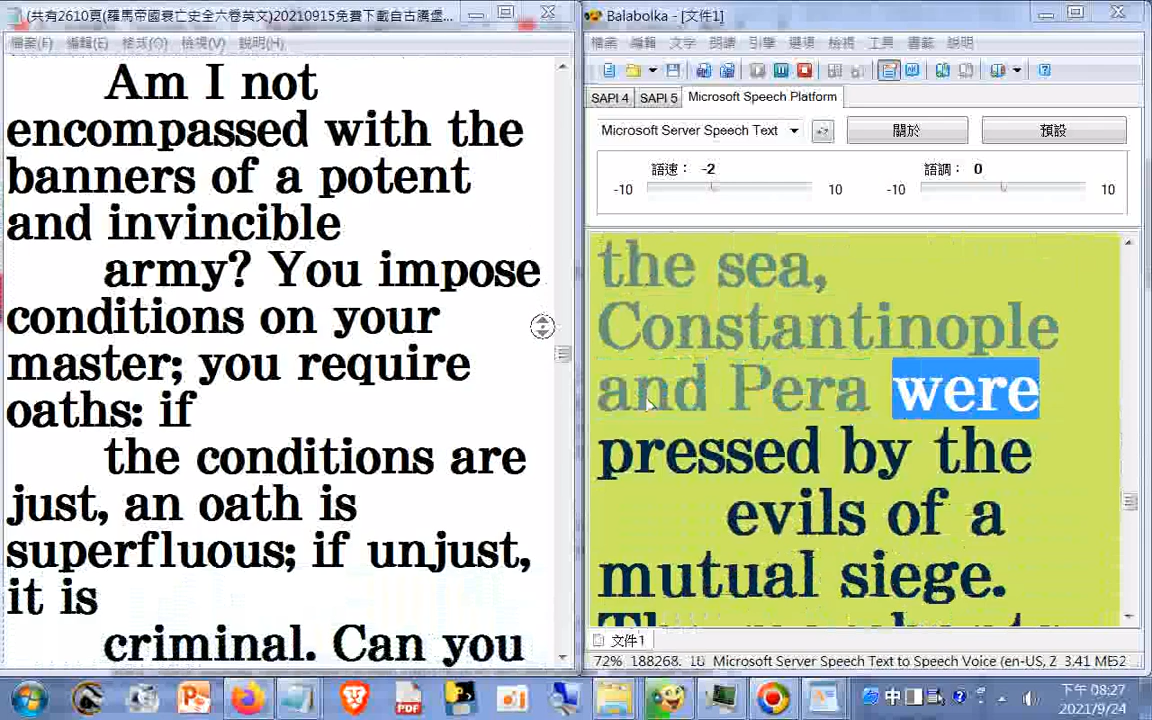 (共有2610頁(羅馬帝國衰亡史全六卷英文)20210915免費下載自古騰堡...
檔案(F) 編輯(E) 格式(O) 檢視(V) 說明(H)
Am I not
encompassed with the
banners of a potent
and invincible
army? You impose
conditions on your
master; you require
oaths: if
the conditions are
just, an oath is
superfluous; if unjust,
it is
criminal. Can you
Balabolka - [文件1]
檔案 編輯 文字 朗讀 引擎 選項 檢視 工具 書籤 說明
SAPI 4 SAPI 5 Microsoft Speech Platform
Microsoft Server Speech Text
關於 預設
語速： -2 語調： 0
-10 10 -10 10
the sea,
Constantinople
and Pera were
pressed by the
evils of a
mutual siege.
文件1
72% Microsoft Server Speech Text to Speech Voice (en-US, Z
中
下午 08:27
2021/9/24